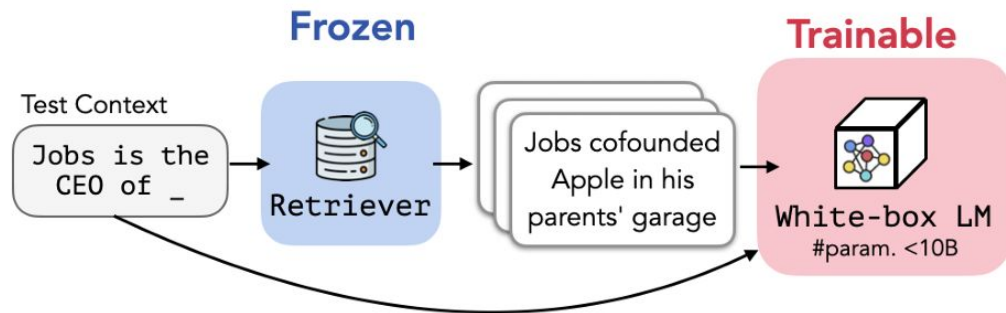 Frozen
Trainable
Test Context
Jobs is the
CEO of _
Retriever
Jobs cofounded
Apple in his
parents' garage
White-box LM
#param. <10B